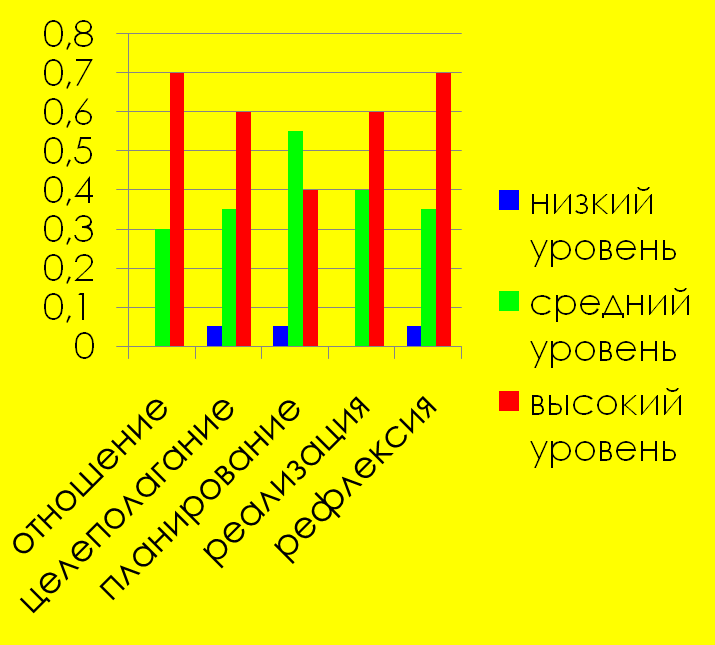 0,8
0,7
0,6
0,5
0,4
0,3
0,2
0,1
0
отношение
целеполагание
планирование
реализация
рефлексия
низкий
уровень
средний
уровень
высокий
уровень